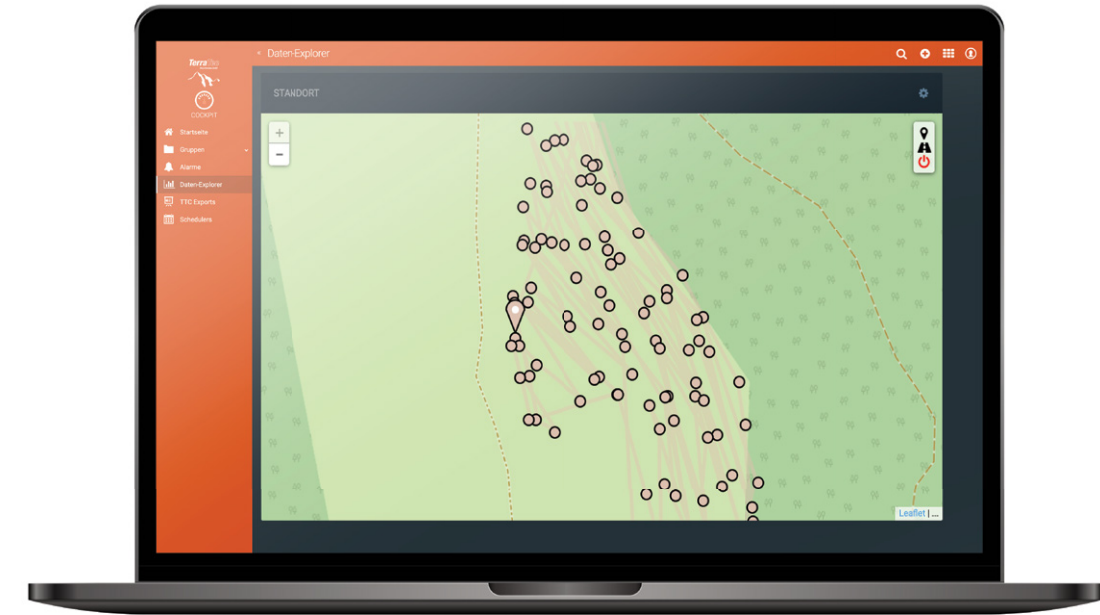 Daten-Explorer
COCKPIT
Startseite
Gruppen
Alarme
Daten-Explorer
TTC Exports
Schedulers
STANDORT
+
−
Leaflet | ...